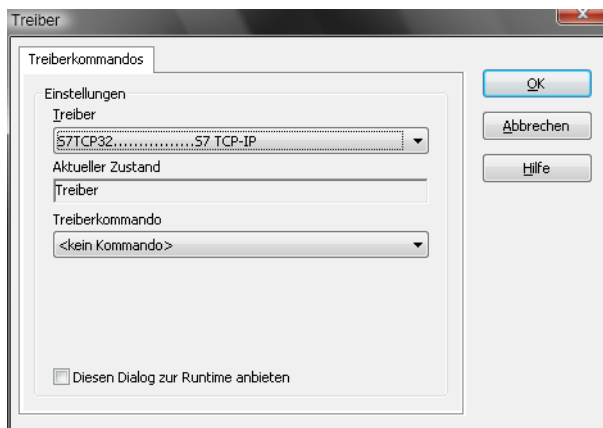 Treiber
Treiberkommandos
Einstellungen
Treiber
S7TCP32................S7 TCP-IP
Aktueller Zustand
Treiber
Treiberkommando
<kein Kommando>
Diesen Dialog zur Runtime anbieten
OK
Abbrechen
Hilfe